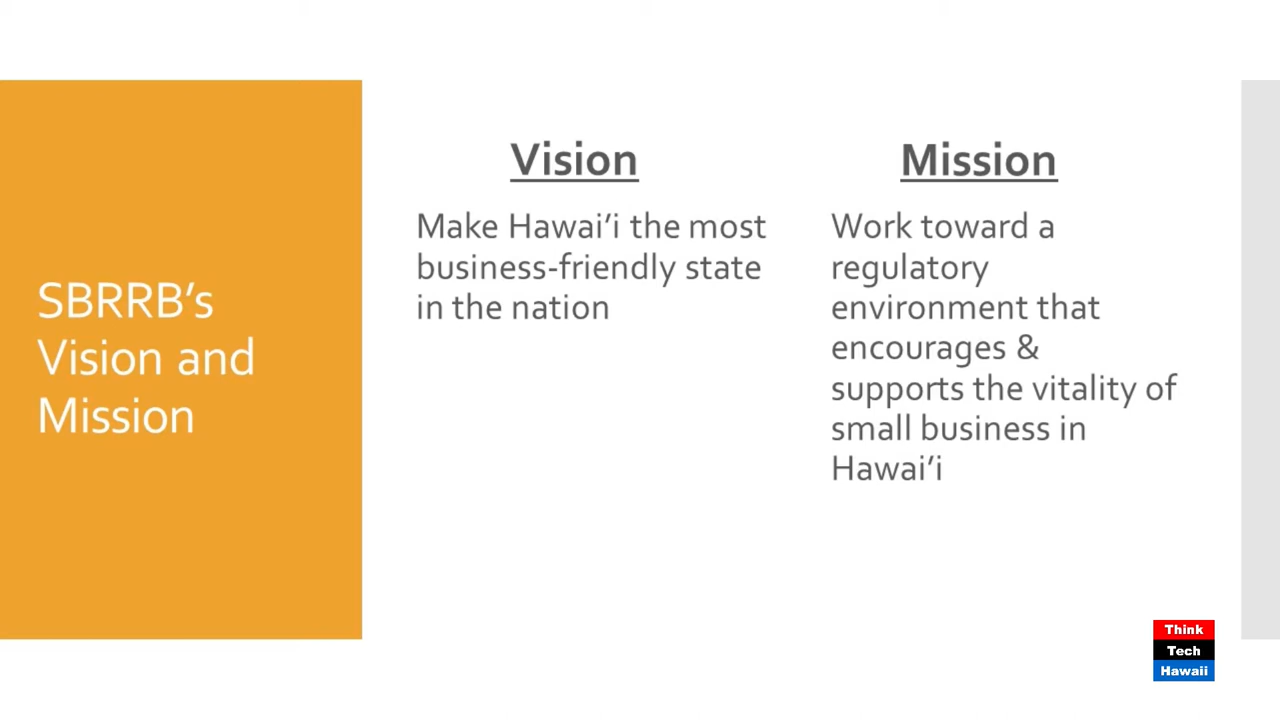 SBRRB’s
Vision and
Mission
Vision
Make Hawai’i the most
business-friendly state
in the nation
Mission
Work toward a
regulatory
environment that
encourages &
supports the vitality of
small business in
Hawai’i
Think
Tech
Hawaii